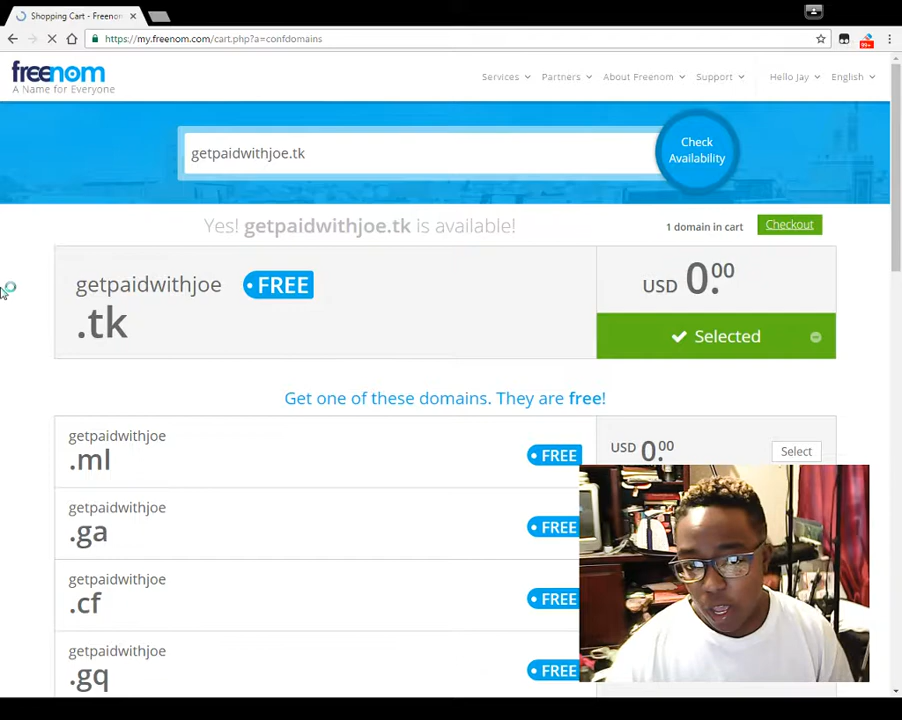 Shopping Cart - Freenom
https://my.freenom.com/cart.php?a=confdomains
99+
freenom
A Name for Everyone
Services
Partners
About Freenom
Support
Hello Jay
English
getpaidwithjoe.tk
Check
Availability
Yes! getpaidwithjoe.tk is available!
1 domain in cart
Checkout
getpaidwithjoe
.tk
FREE
USD 0.00
Selected
Get one of these domains. They are free!
getpaidwithjoe
.ml
FREE
USD 0.00
Select
getpaidwithjoe
.ga
FREE
getpaidwithjoe
.cf
FREE
getpaidwithjoe
.gq
FREE